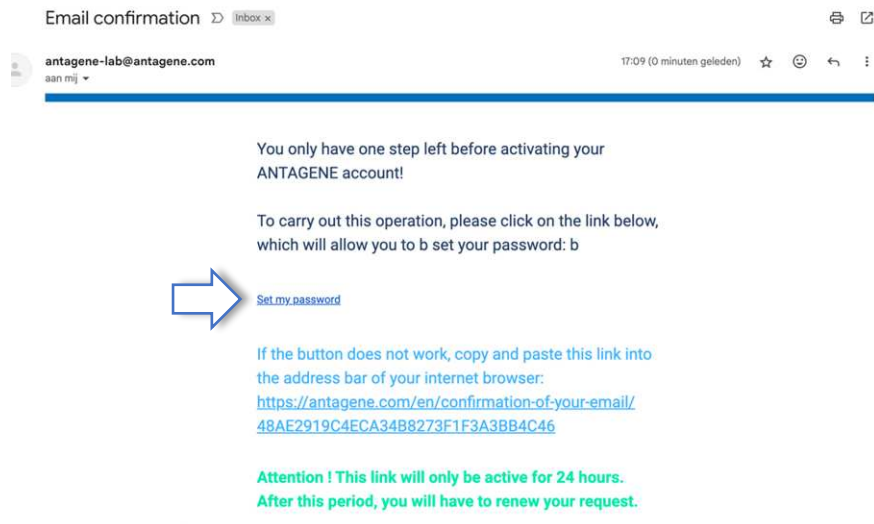 Email confirmation
Inbox x
antagene-lab@antagene.com
17:09 (0 minuten geleden)
aan mij
You only have one step left before activating your
ANTAGENE account!
To carry out this operation, please click on the link below,
which will allow you to b set your password: b
Set my password
If the button does not work, copy and paste this link into
the address bar of your internet browser:
https://antagene.com/en/confirmation-of-your-email/
48AE2919C4ECA34B8273F1F3A3BB4C46
Attention ! This link will only be active for 24 hours.
After this period, you will have to renew your request.